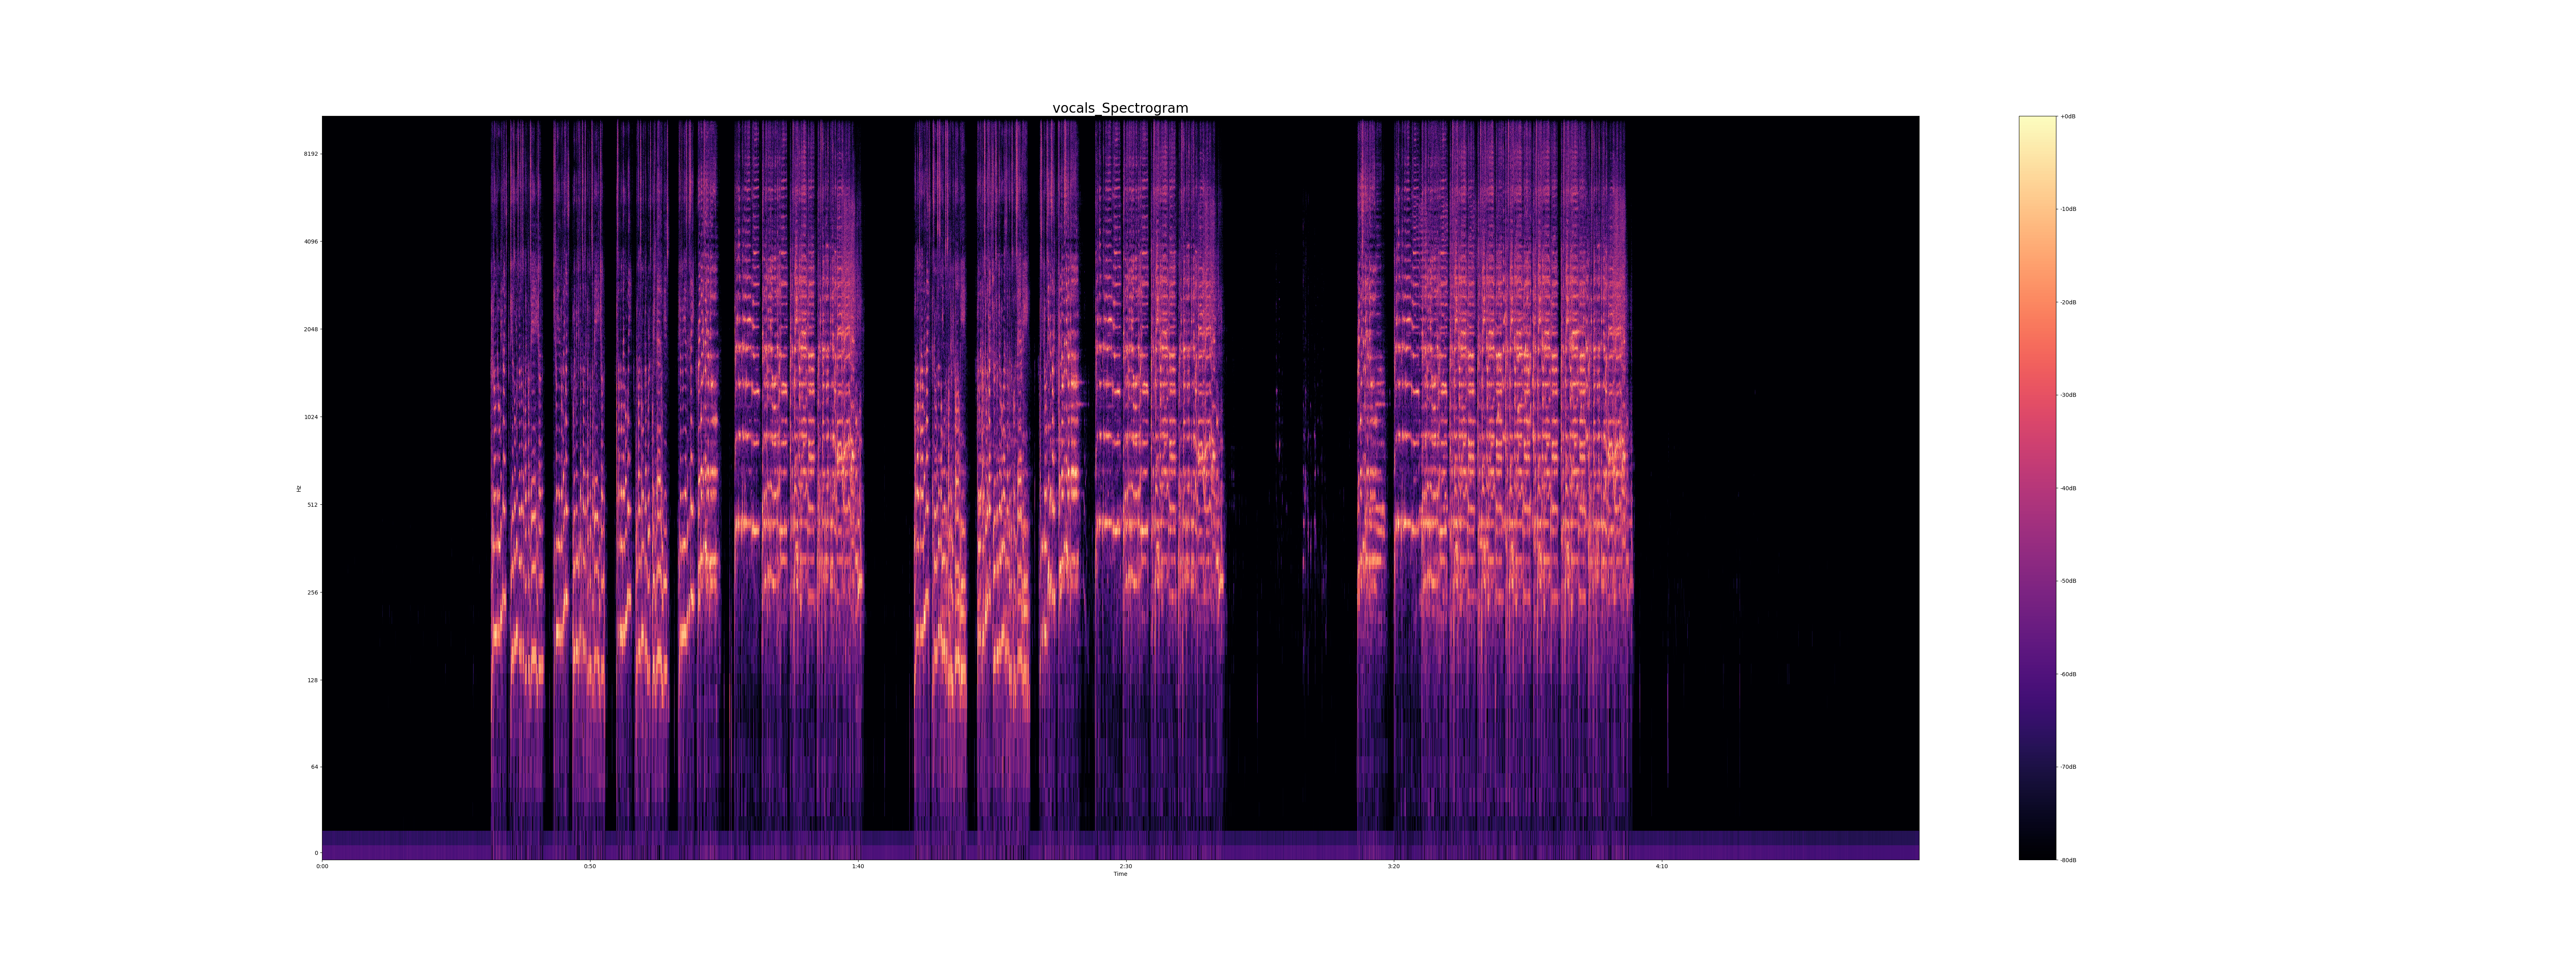 vocals_Spectrogram
8192
4096
2048
1024
512
256
128
64
0
Hz
0:00
0:50
1:40
2:30
3:20
4:10
Time
+0dB
-10dB
-20dB
-30dB
-40dB
-50dB
-60dB
-70dB
-80dB